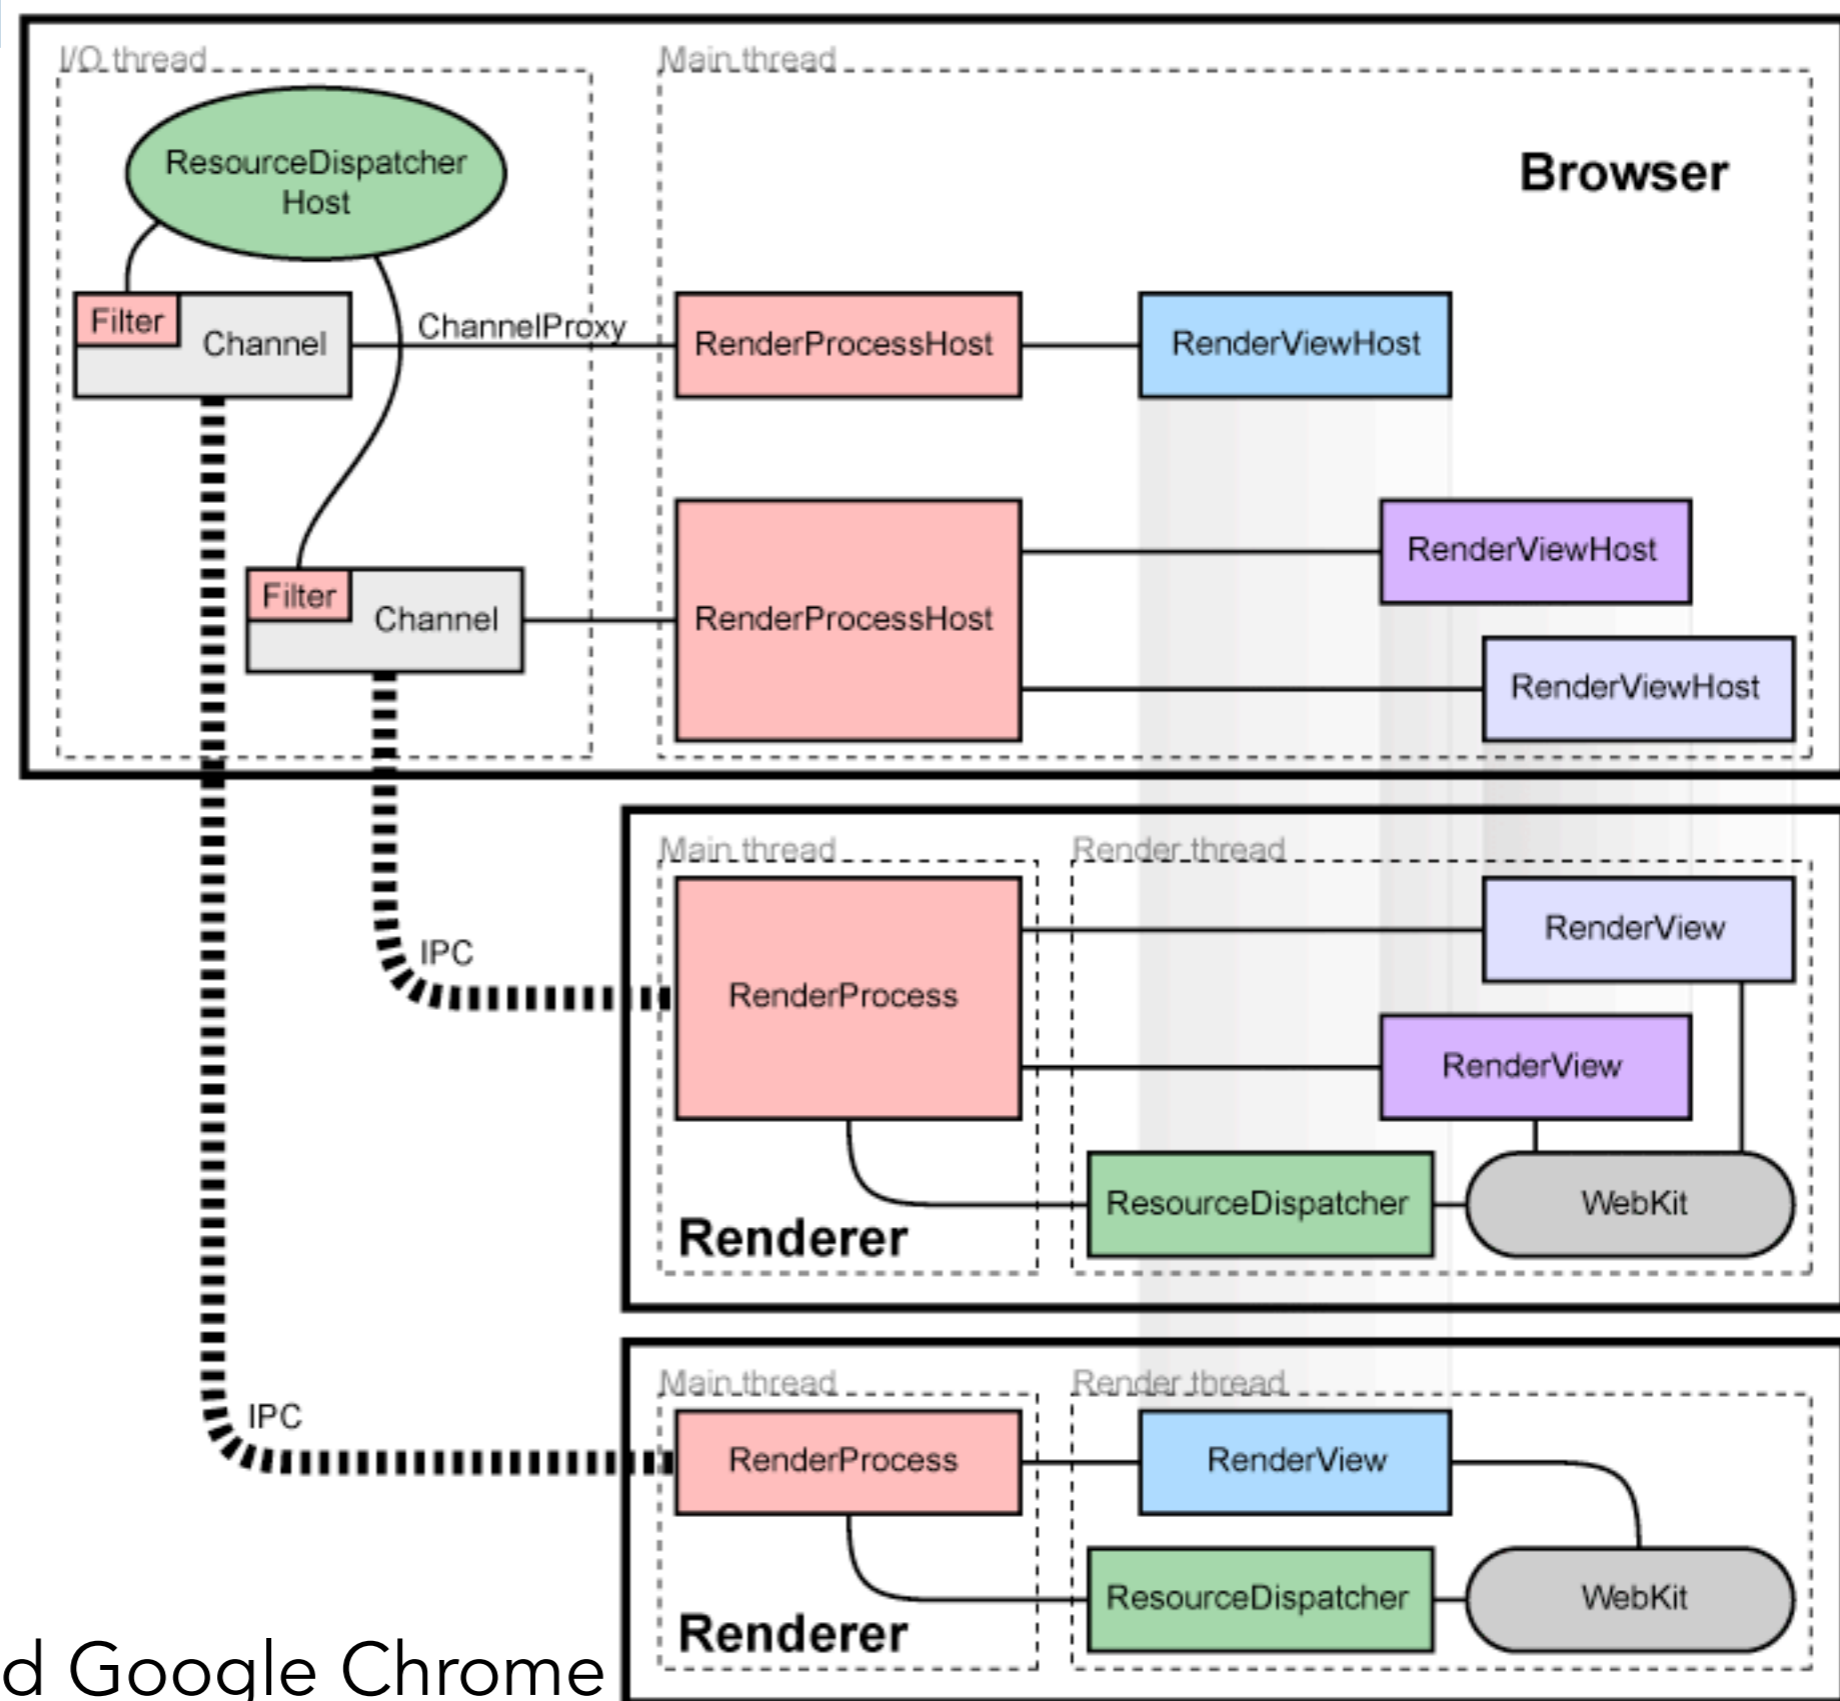 I/O thread
Main thread
ResourceDispatcher
Host
Browser
Filter
Channel
ChannelProxy
RenderProcessHost
RenderViewHost
RenderViewHost
Filter
Channel
RenderProcessHost
RenderViewHost
Main thread
Render thread
RenderView
IPC
RenderProcess
RenderView
ResourceDispatcher
WebKit
Renderer
Main thread
Render thread
IPC
RenderProcess
RenderView
ResourceDispatcher
WebKit
Renderer
d Google Chrome